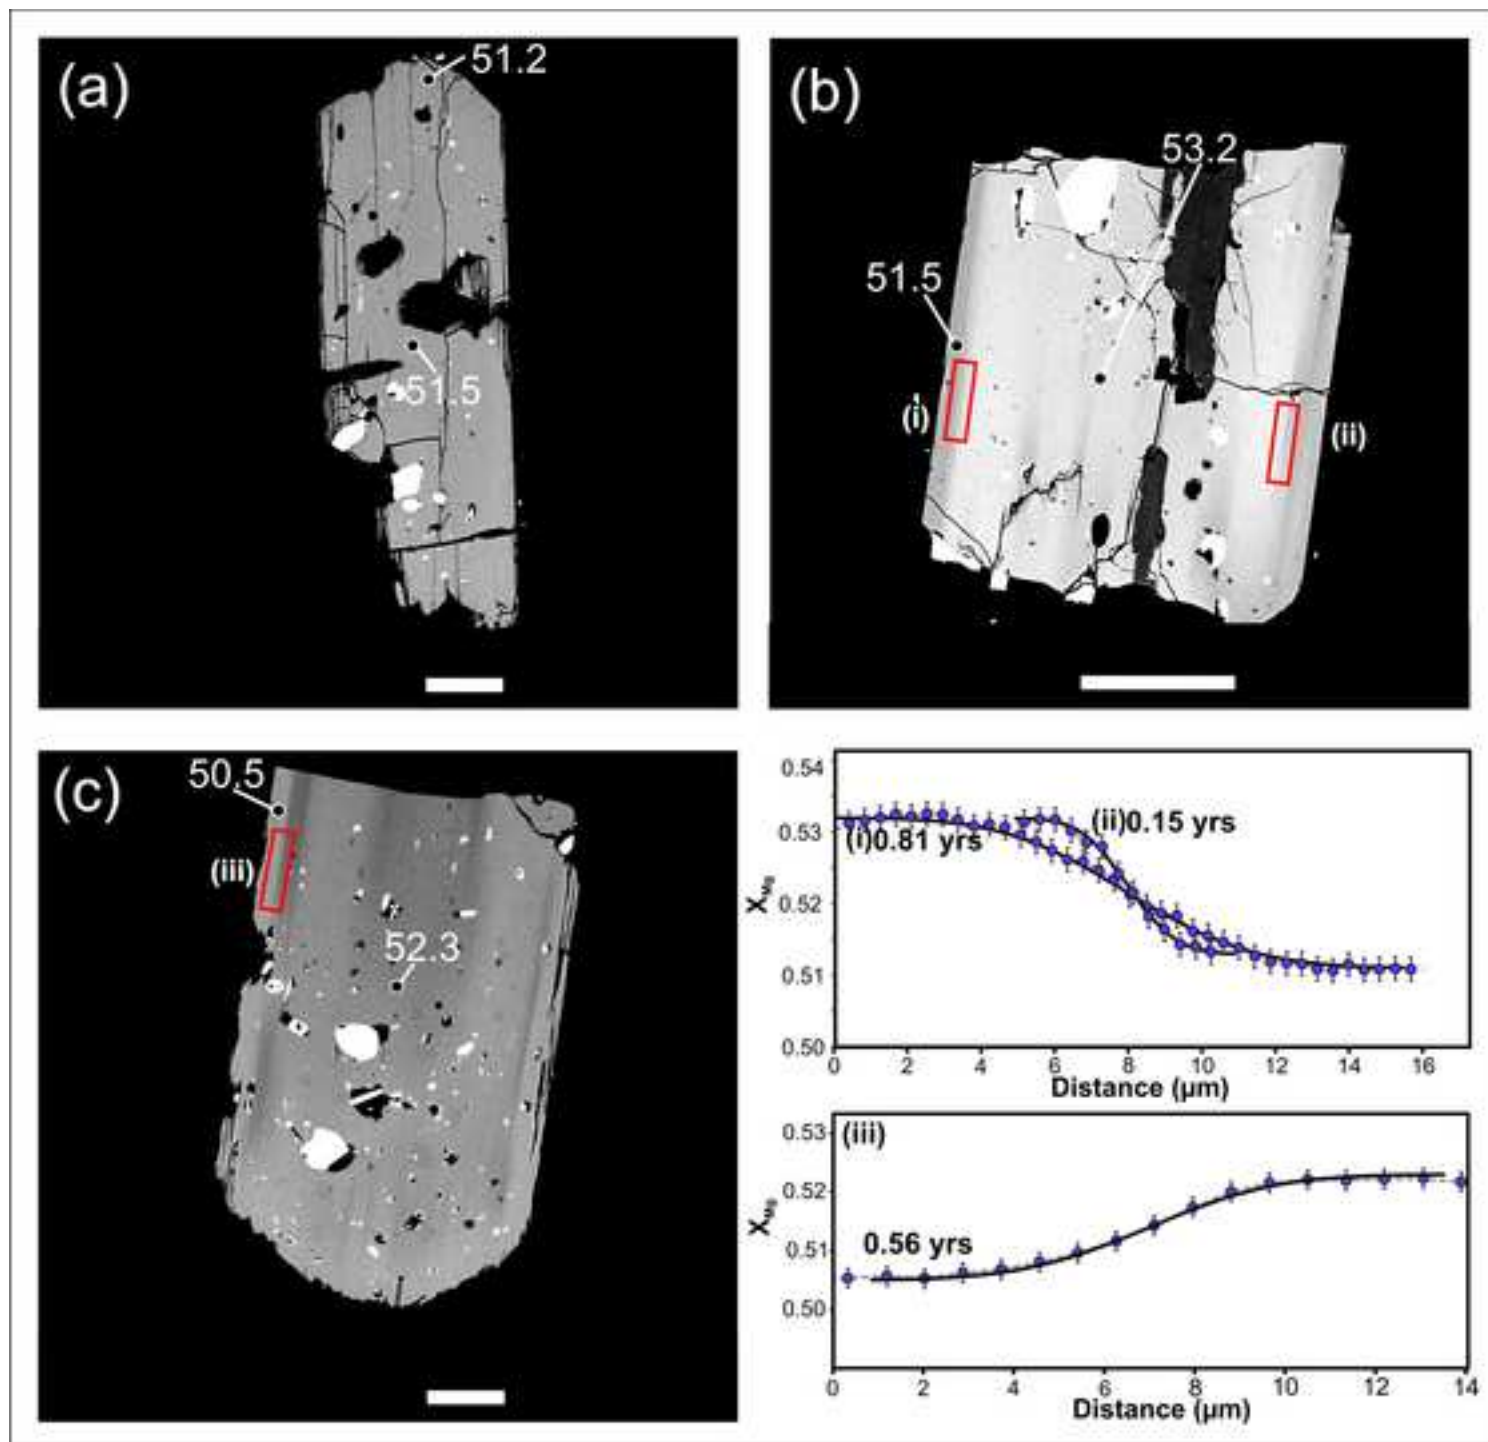 (a)
51.2
51.5
(b)
53.2
51.5
(i)
(ii)
(c)
50.5
(iii)
52.3
0.54
0.53
0.52
0.51
0.50
(ii)0.15 yrs
(i)0.81 yrs
XMg
0 2 4 6 8 10 12 14 16
Distance (µm)
(iii)
0.53
0.52
0.51
0.50
0.56 yrs
XMg
0 2 4 6 8 10 12 14
Distance (µm)